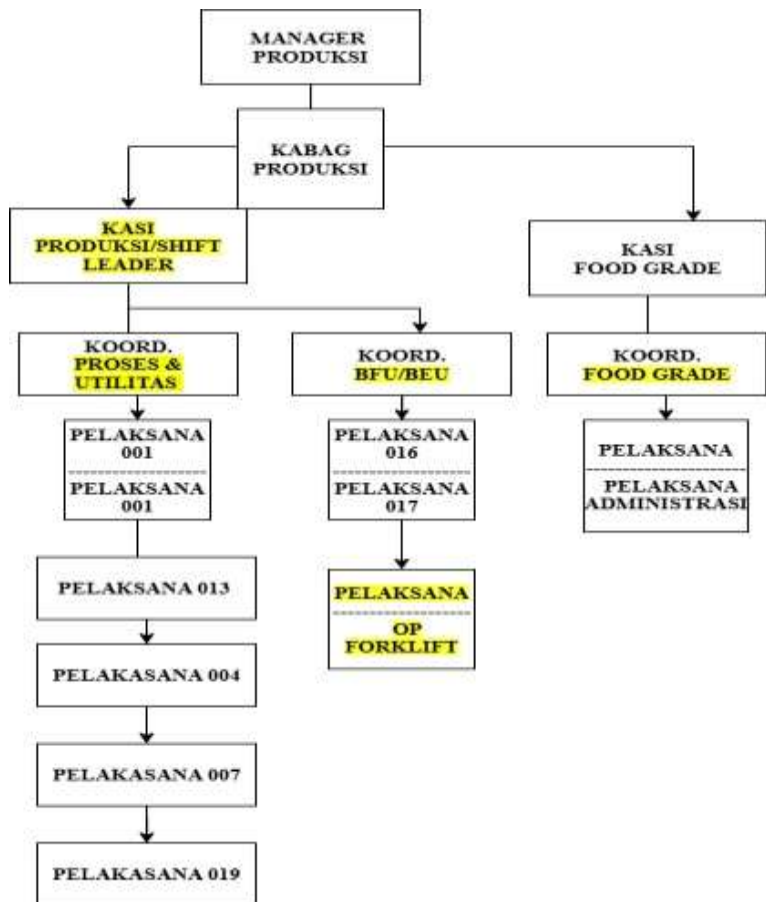 MANAGER
PRODUKSI
KABAG
PRODUKSI
KASI
PRODUKSI/SHIFT
LEADER
KASI
FOOD GRADE
KOORD.
PROSES &
UTILITAS
KOORD.
BFU/BEU
KOORD.
FOOD GRADE
PELAKSANA
001
PELAKSANA
001
PELAKSANA
016
PELAKSANA
017
PELAKSANA
PELAKSANA
ADMINISTRASI
PELAKSANA 013
PELAKSANA
OP
FORKLIFT
PELAKASANA 004
PELAKASANA 007
PELAKASANA 019